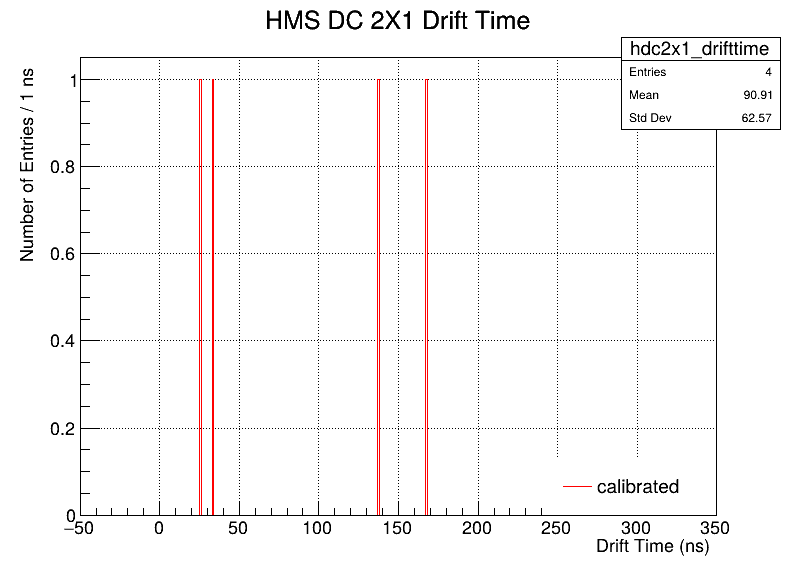 HMS DC 2X1 Drift Time
hdc2x1_drifttime
Entries 4
Mean 90.91
Std Dev 62.57
Number of Entries / 1 ns
1
0.8
0.6
0.4
0.2
0
−50 0 50 100 150 200 250 300 350
Drift Time (ns)
calibrated